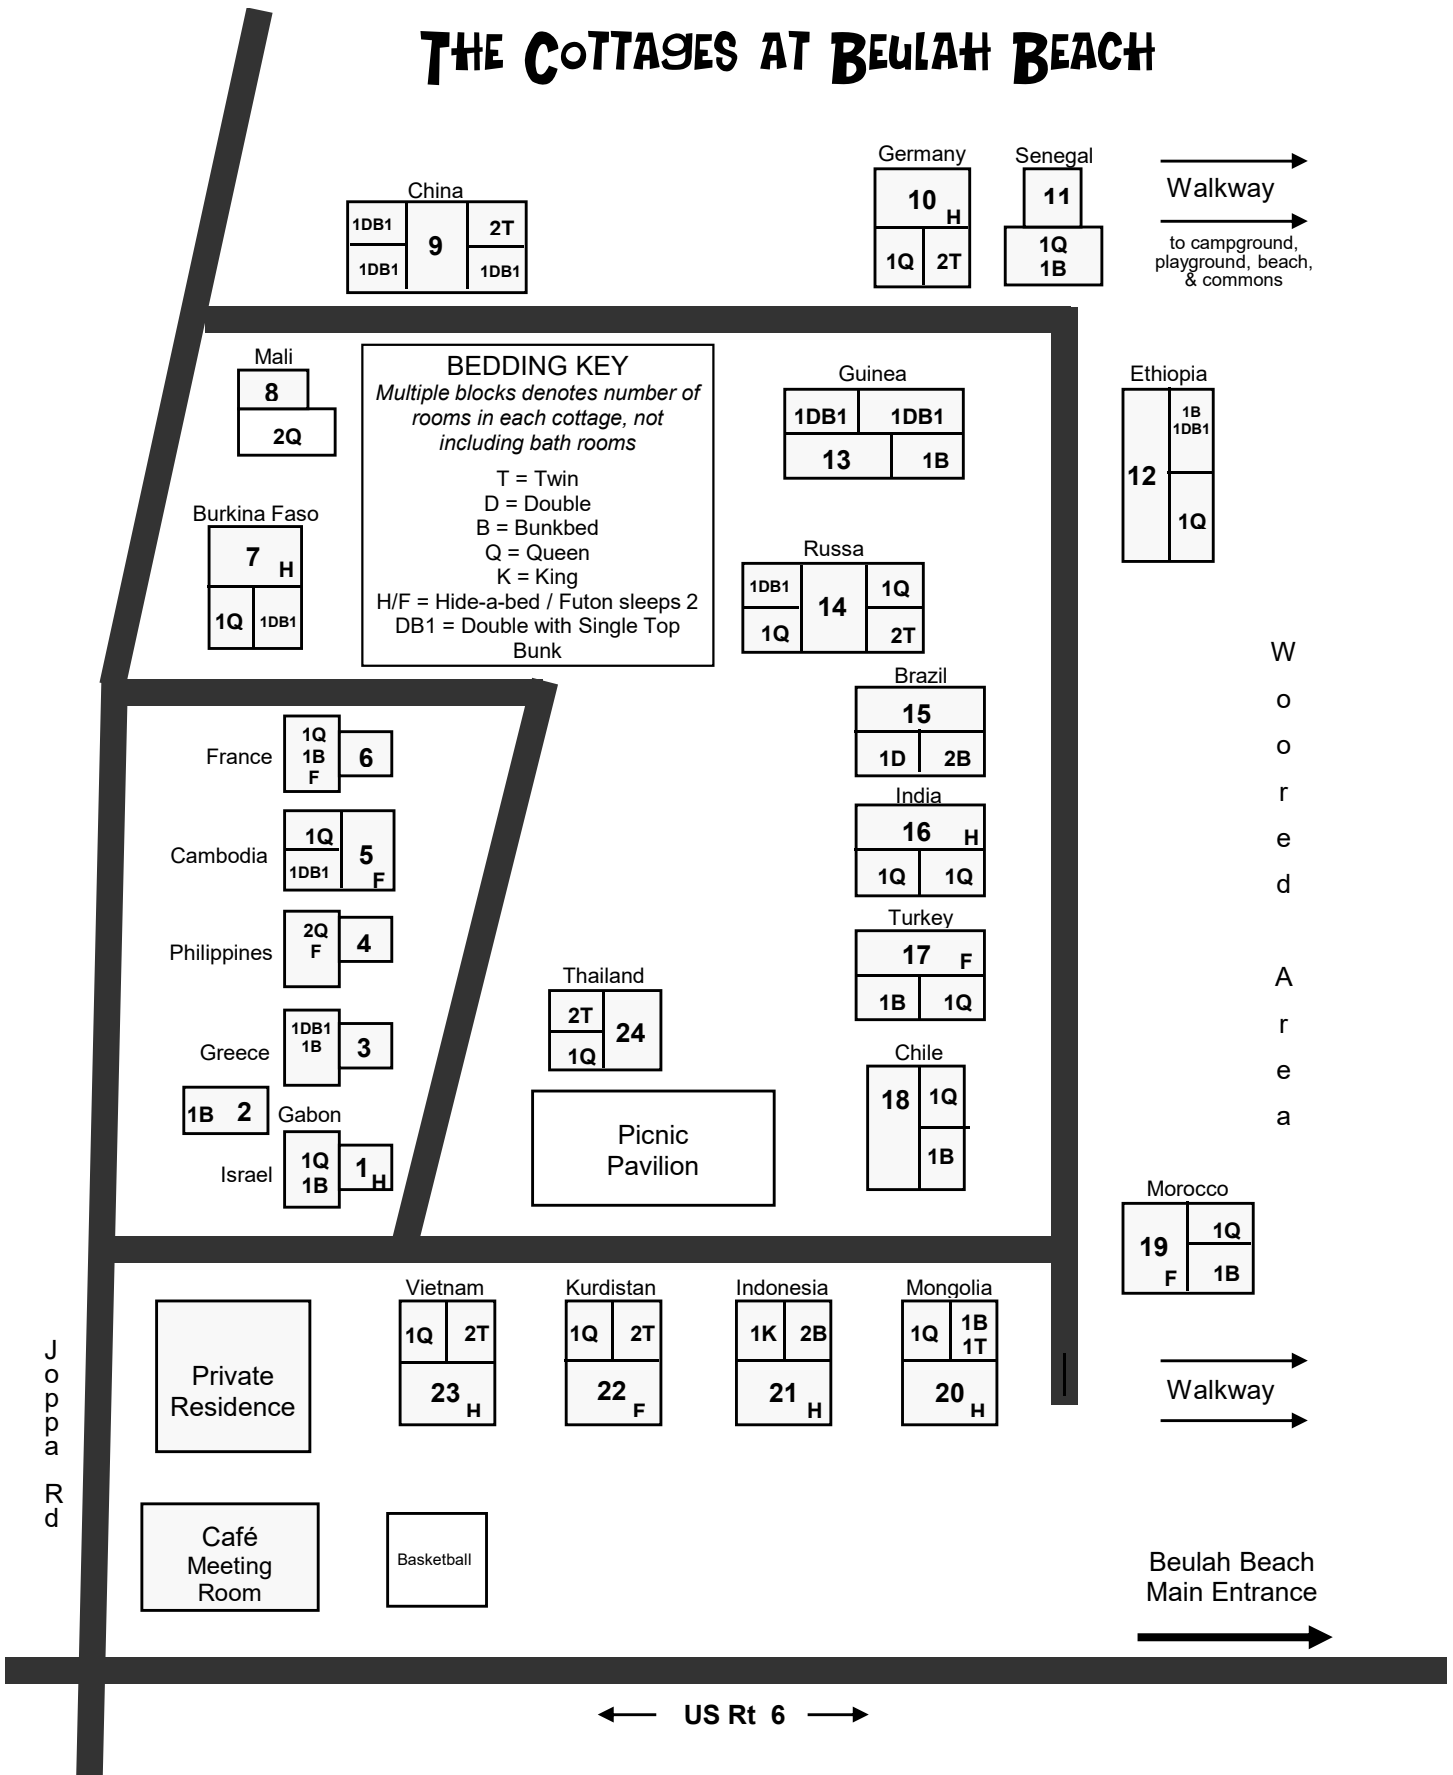 THE COTTAGES AT BEULAH BEACH
Germany
10
H
1Q
2T
Senegal
11
1Q
1B
Walkway
to campground,
playground, beach,
& commons
China
1DB1
1DB1
9
2T
1DB1
Mali
8
2Q
BEDDING KEY
Multiple blocks denotes number of
rooms in each cottage, not
including bath rooms
T = Twin
D = Double
B = Bunkbed
Q = Queen
K = King
H/F = Hide-a-bed / Futon sleeps 2
DB1 = Double with Single Top
Bunk
Guinea
1DB1
1DB1
13
1B
Ethiopia
12
1B
1DB1
1Q
Burkina Faso
7
H
1Q
1DB1
Russa
1DB1
1Q
14
1Q
2T
Woored Area
Brazil
15
1D
2B
France
1Q
1B
F
6
India
16
H
1Q
1Q
Cambodia
1Q
1DB1
5
F
Turkey
17
F
1B
1Q
Philippines
2Q
F
4
Thailand
2T
1Q
24
Greece
1DB1
1B
3
Chile
18
1Q
1B
1B
2
Gabon
Picnic
Pavilion
Israel
1Q
1B
1
H
Morocco
19
F
1Q
1B
Vietnam
1Q
2T
23
H
Kurdistan
1Q
2T
22
F
Indonesia
1K
2B
21
H
Mongolia
1Q
1B
1T
20
H
Joppa Rd
Private
Residence
Walkway
Café
Meeting
Room
Basketball
Beulah Beach
Main Entrance
US Rt 6